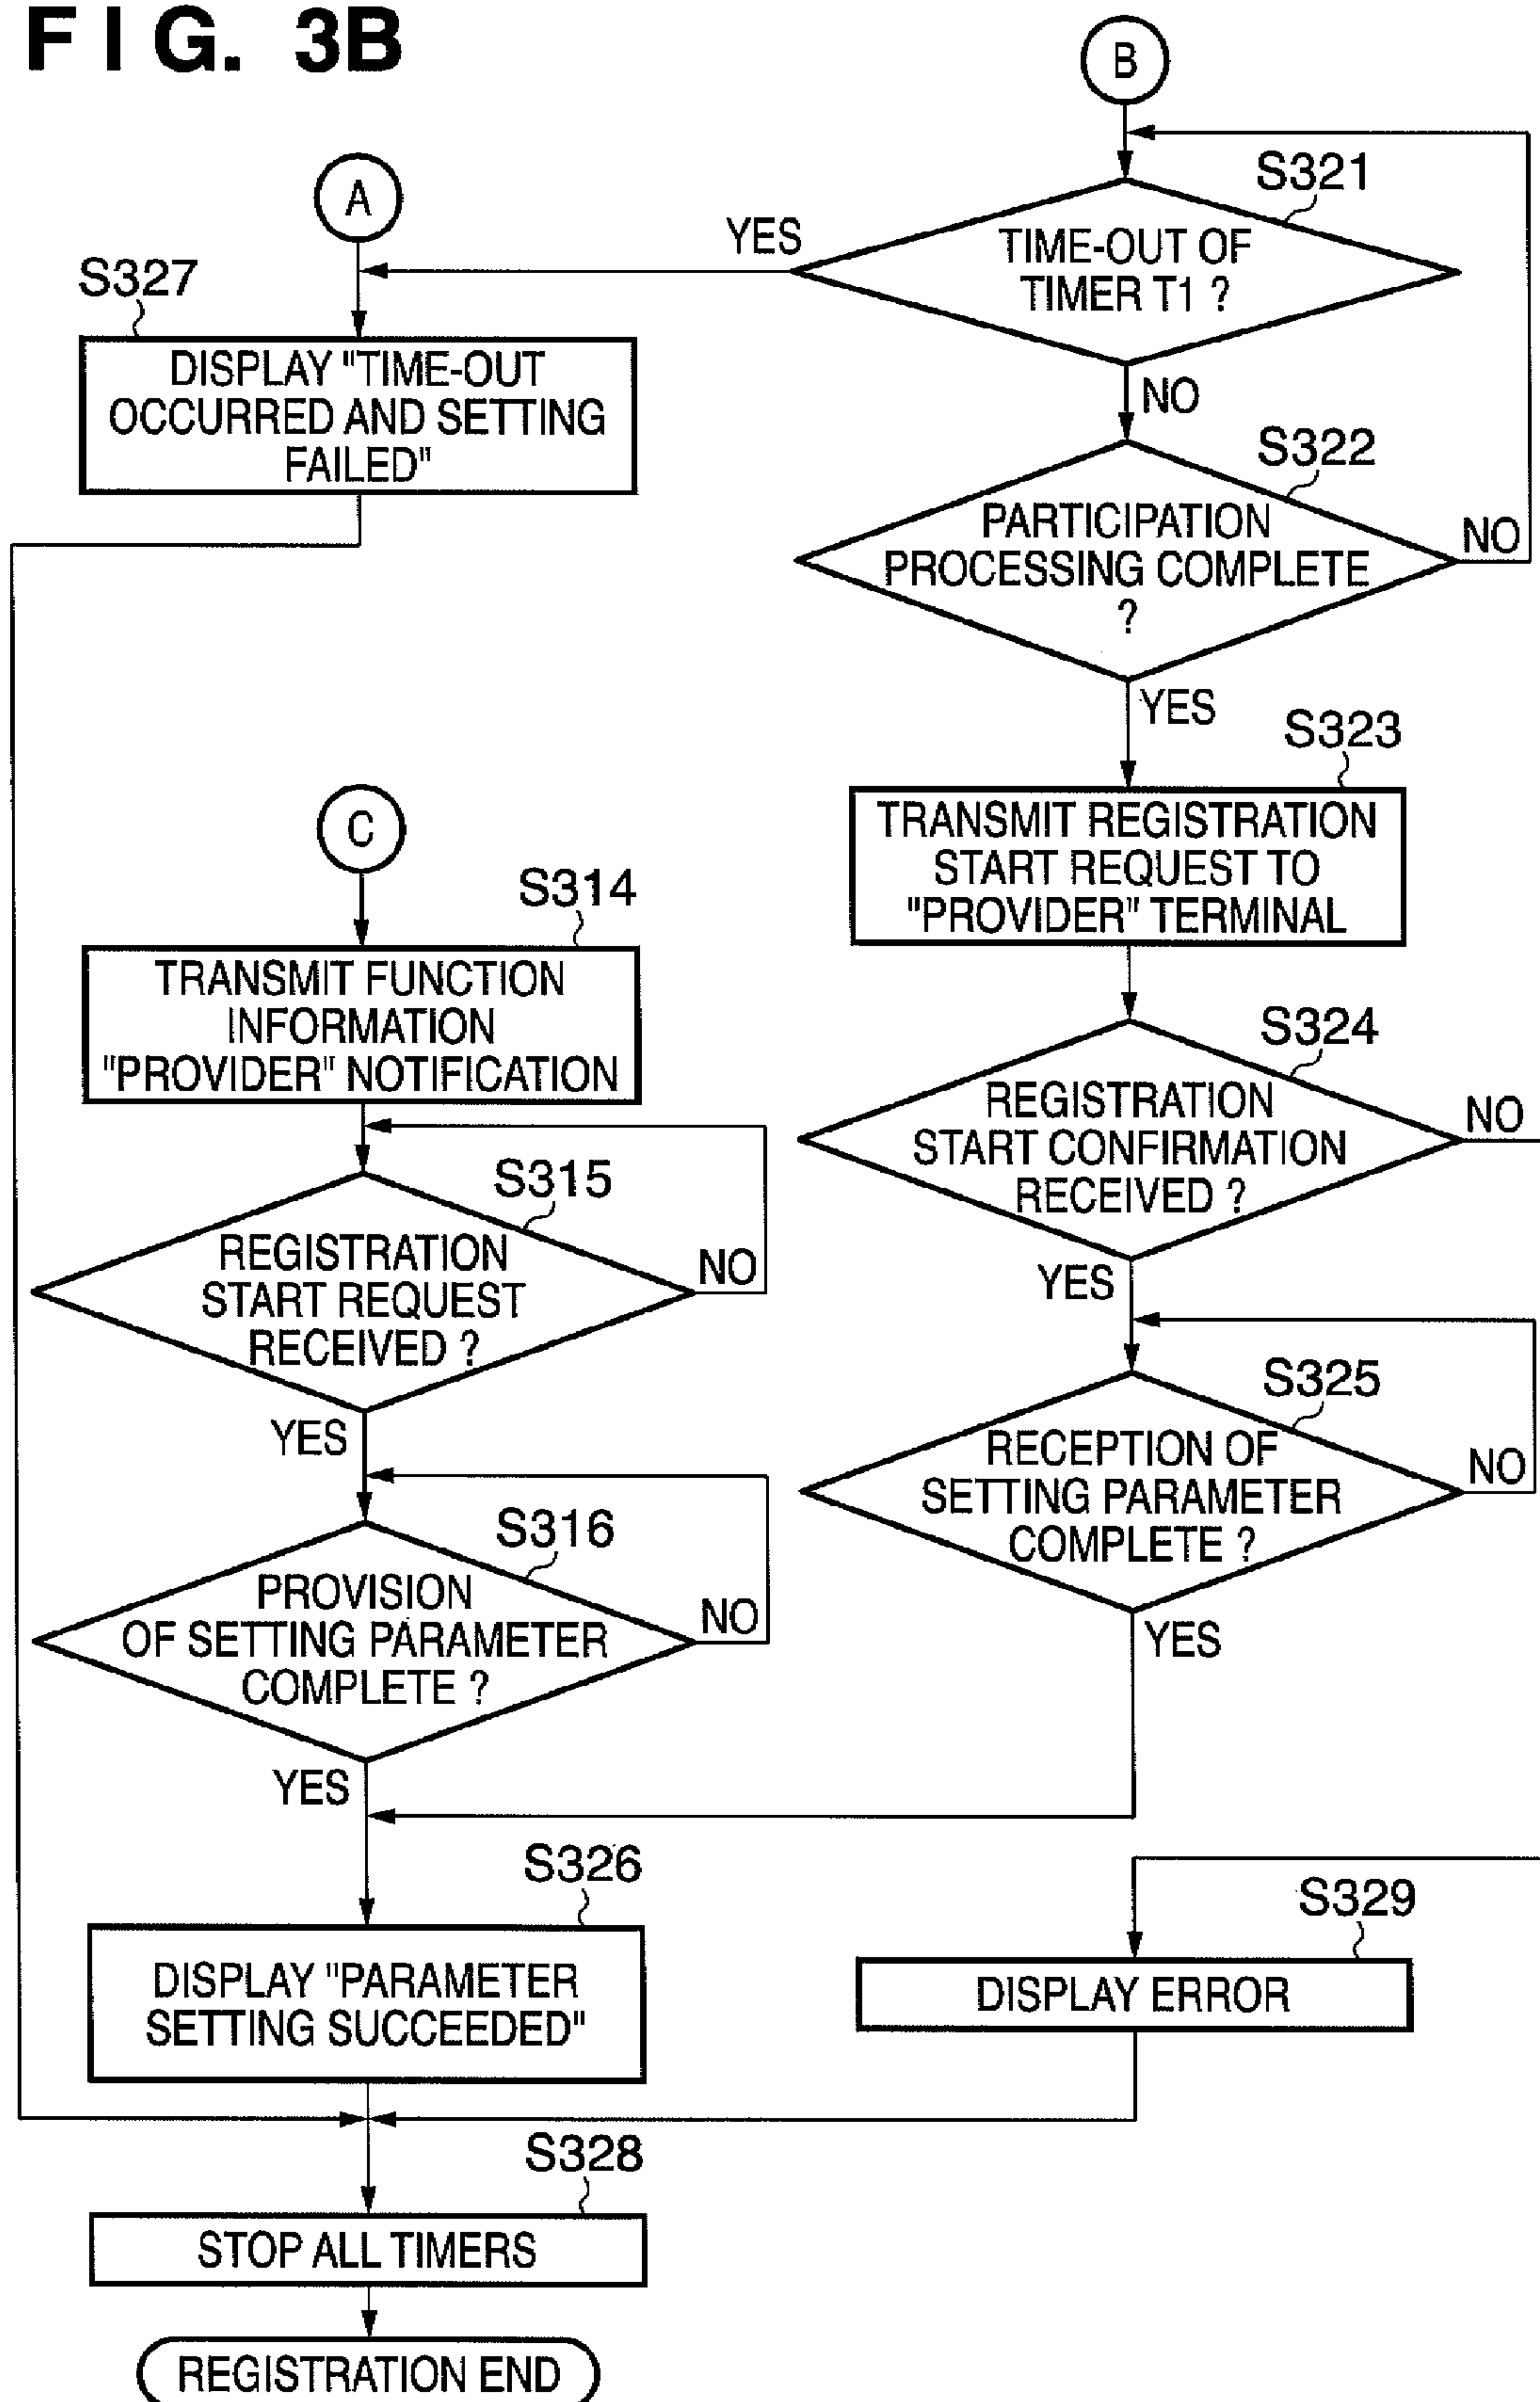 FIG. 3B
B
S321
TIME-OUT OF
TIMER T1 ?
YES
NO
A
S327
DISPLAY "TIME-OUT
OCCURRED AND SETTING
FAILED"
S322
PARTICIPATION
PROCESSING COMPLETE
?
NO
YES
S323
TRANSMIT REGISTRATION
START REQUEST TO
"PROVIDER" TERMINAL
S324
REGISTRATION
START CONFIRMATION
RECEIVED ?
NO
YES
S325
RECEPTION OF
SETTING PARAMETER
COMPLETE ?
NO
YES
C
S314
TRANSMIT FUNCTION
INFORMATION
"PROVIDER" NOTIFICATION
S315
REGISTRATION
START REQUEST
RECEIVED ?
NO
YES
S316
PROVISION
OF SETTING PARAMETER
COMPLETE ?
NO
YES
S326
DISPLAY "PARAMETER
SETTING SUCCEEDED"
S329
DISPLAY ERROR
S328
STOP ALL TIMERS
REGISTRATION END